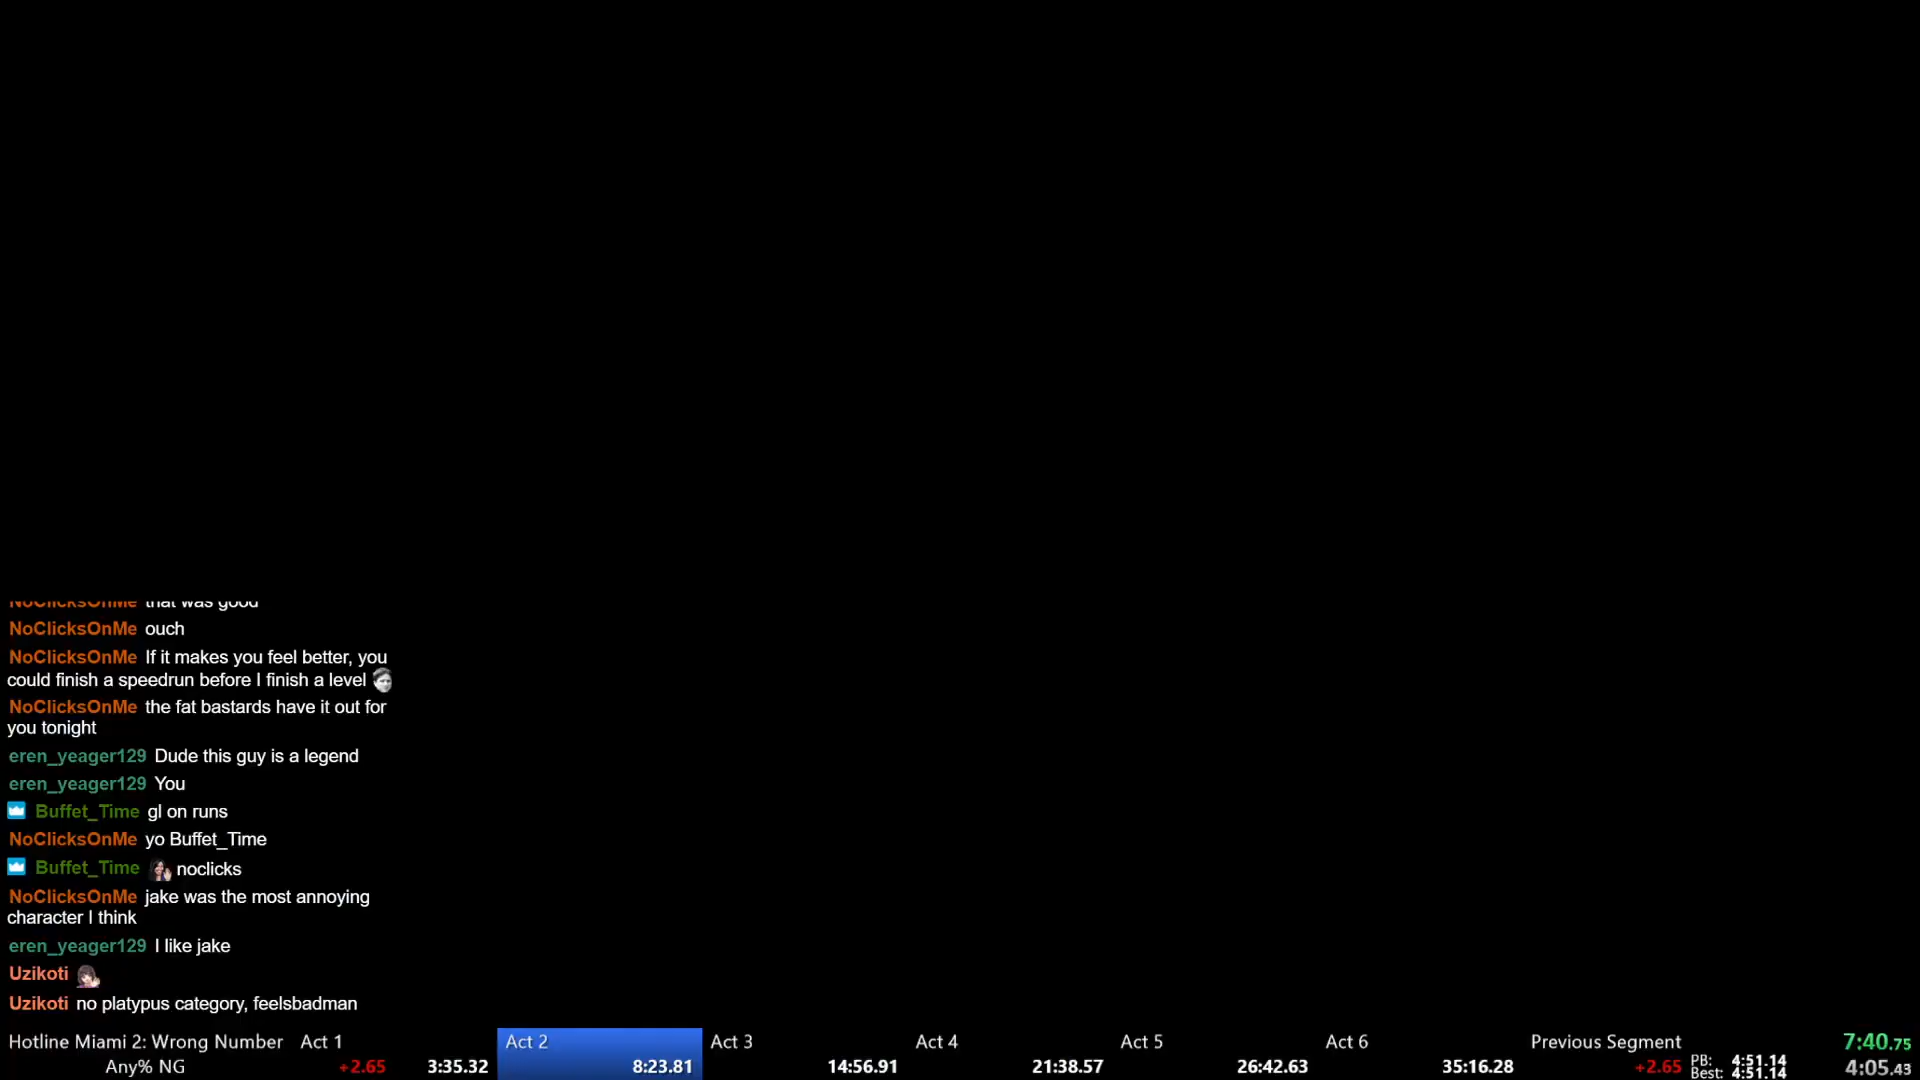 NoClicksOnMe that was good
NoClicksOnMe ouch
NoClicksOnMe If it makes you feel better, you
could finish a speedrun before I finish a level
NoClicksOnMe the fat bastards have it out for
you tonight
eren_yeager129 Dude this guy is a legend
eren_yeager129 You
Buffet_Time gl on runs
NoClicksOnMe yo Buffet_Time
Buffet_Time noclicks
NoClicksOnMe jake was the most annoying
character I think
eren_yeager129 I like jake
Uzikoti
Uzikoti no platypus category, feelsbadman
Hotline Miami 2: Wrong Number Act 1 Act 2 Act 3 Act 4 Act 5 Act 6 Previous Segment 7:40.75
Any% NG +2.65 3:35.32 8:23.81 14:56.91 21:38.57 26:42.63 35:16.28 +2.65 PB: 4:51.14
Best: 4:51.14 4:05.43